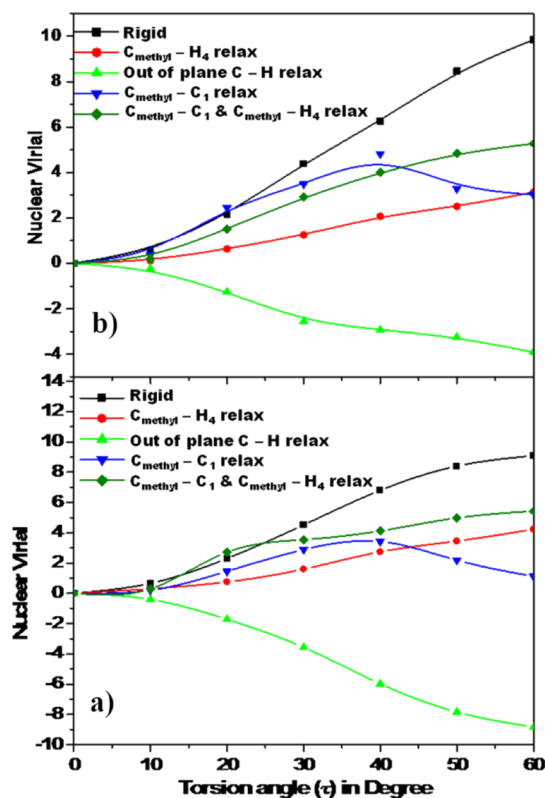 10
8
6
4
2
0
-2
-4
Nuclear Virial
Rigid
Cmethyl – H4 relax
Out of plane C – H relax
Cmethyl – C1 relax
Cmethyl – C1 & Cmethyl – H4 relax
b)
14
12
10
8
6
4
2
0
-2
-4
-6
-8
-10
Nuclear Virial
Rigid
Cmethyl – H4 relax
Out of plane C – H relax
Cmethyl – C1 relax
Cmethyl – C1 & Cmethyl – H4 relax
a)
0 10 20 30 40 50 60
Torsion angle (τ) in Degree